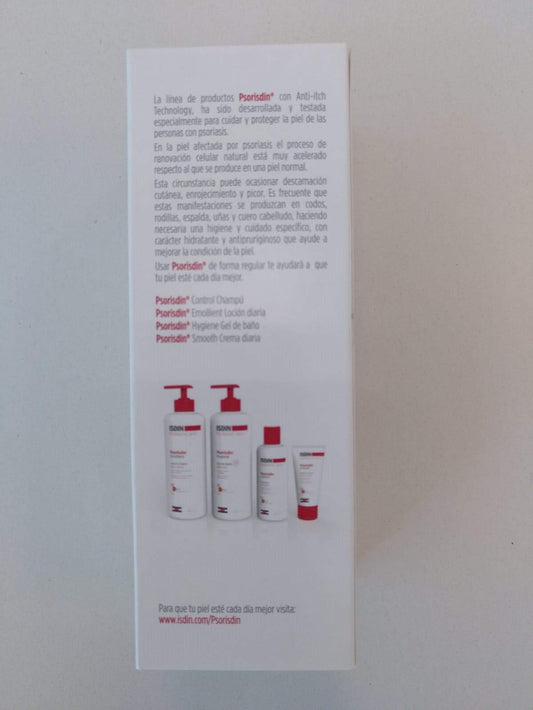 La línea de productos Psorisdin® con Anti-itch
Technology, ha sido desarrollada y testada
especialmente para cuidar y proteger la piel de las
personas con psoriasis.
En la piel afectada por psoriasis el proceso de
renovación celular natural está muy acelerado
respecto al que se produce en una piel normal.
Esta circunstancia puede ocasionar descamación
cutánea, enrojecimiento y picor. Es frecuente que
estas manifestaciones se produzcan en codos,
rodillas, espalda, uñas y cuero cabelludo, haciendo
necesaria una higiene y cuidado específico, con
carácter hidratante y antipruriginoso que ayude a
mejorar la condición de la piel.
Usar Psorisdin® de forma regular te ayudará a que
tu piel esté cada día mejor.
Psorisdin® Control Champú
Psorisdin® Emollient Loción diaria
Psorisdin® Hygiene Gel de baño
Psorisdin® Smooth Crema diaria
ISDIN
ISDIN
ISDIN
ISDIN
Para que tu piel esté cada día mejor visita:
www.isdin.com/Psorisdin